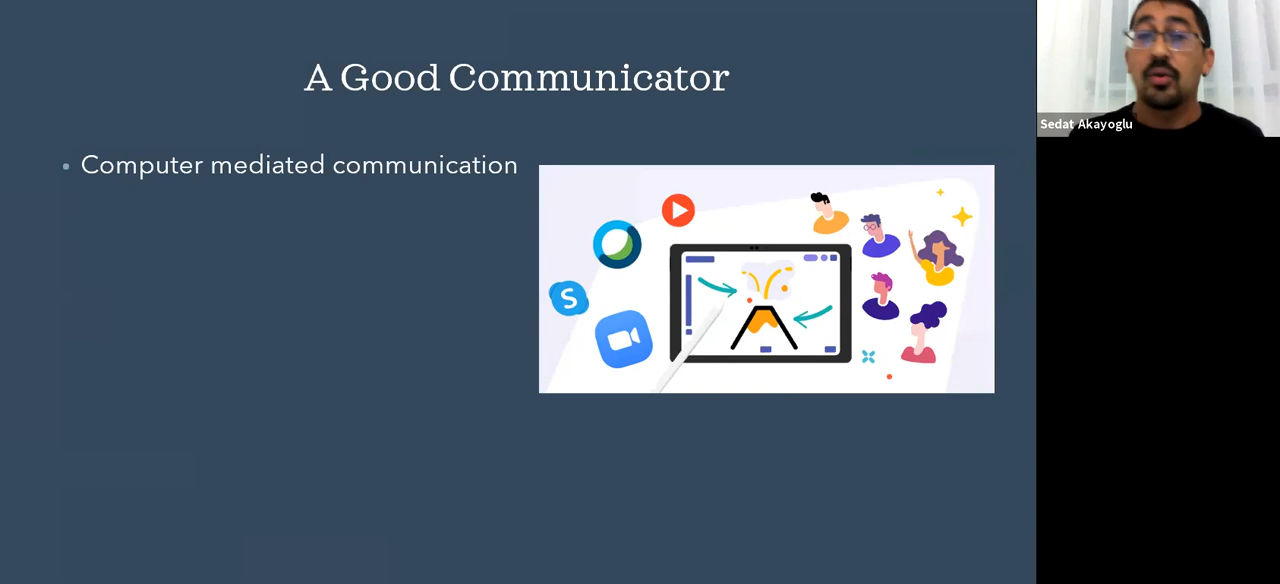 A Good Communicator
• Computer mediated communication
S
Sedat Akayoglu